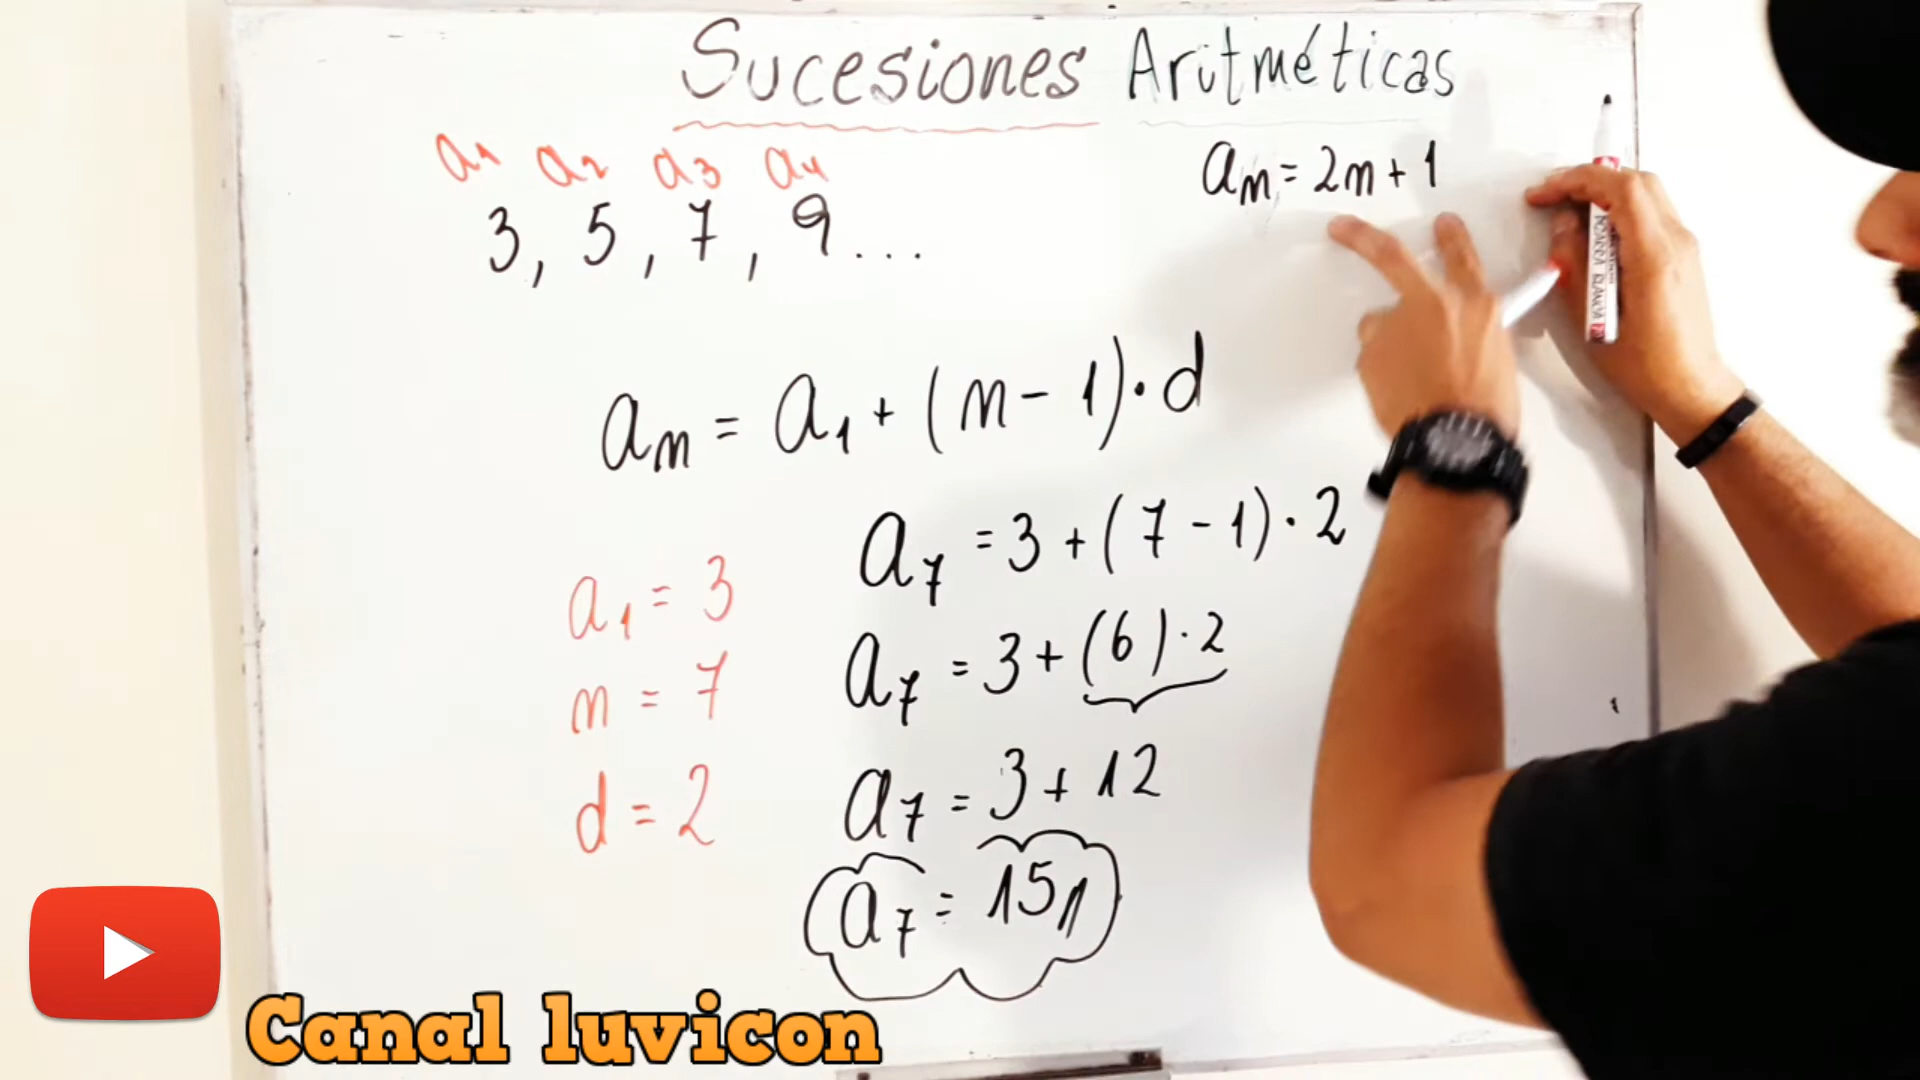 Sucesiones Aritméticas
a1 a2 a3 a4
3, 5, 7, 9...
an = 2n + 1
an = a1 + (n - 1) · d
a1 = 3
n = 7
d = 2
a7 = 3 + (7 - 1) · 2
a7 = 3 + (6) · 2
a7 = 3 + 12
a7 = 15
Canal luvicon